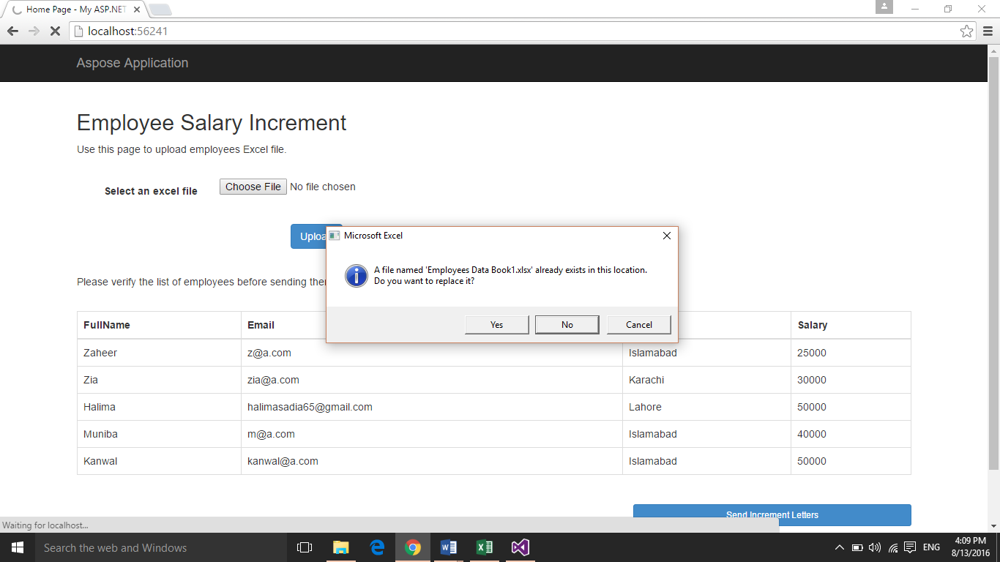 Home Page - My ASP.NET
localhost:56241
Aspose Application
Employee Salary Increment
Use this page to upload employees Excel file.
Select an excel file Choose File No file chosen
Microsoft Excel
A file named 'Employees Data Book1.xlsx' already exists in this location.
Do you want to replace it?
Yes No Cancel
Please verify the list of employees before sending
FullName Email Salary
Zaheer z@a.com Islamabad 25000
Zia zia@a.com Karachi 30000
Halima halimasadia65@gmail.com Lahore 50000
Muniba m@a.com Islamabad 40000
Kanwal kanwal@a.com Islamabad 50000
Send Increment Letters
Waiting for localhost...
Search the web and Windows
ENG
4:09 PM
8/13/2016